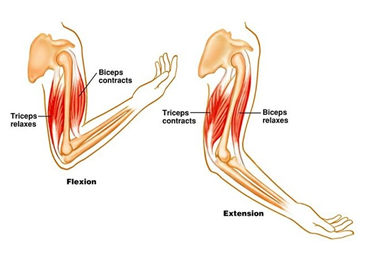 Biceps
contracts
Triceps
relaxes
Flexion
Triceps
contracts
Biceps
relaxes
Extension